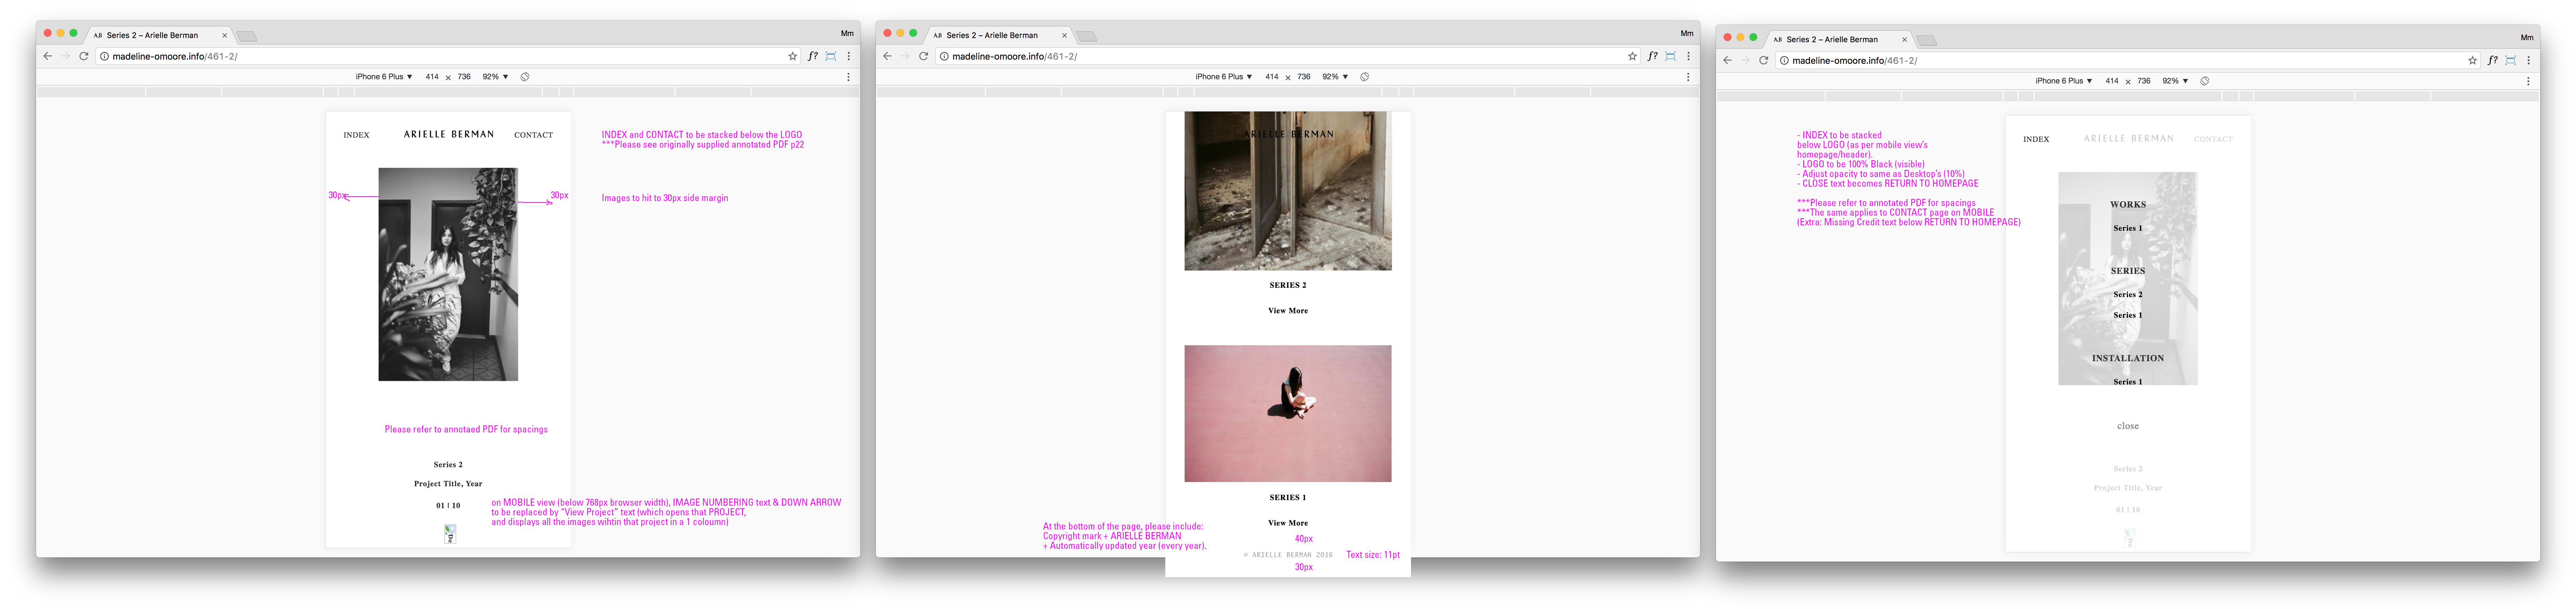 Series 2 – Arielle Berman
Mm
madeline-omoore.info/461-2/
f?
iPhone 6 Plus ▼ 414 × 736 92% ▼
INDEX
ARIELLE BERMAN
CONTACT
INDEX and CONTACT to be stacked below the LOGO
***Please see originally supplied annotated PDF p22
30px
30px
Images to hit to 30px side margin
Please refer to annotaed PDF for spacings
Series 2
Project Title, Year
01 | 10
on MOBILE view (below 768px browser width), IMAGE NUMBERING text & DOWN ARROW
to be replaced by “View Project” text (which opens that PROJECT,
and displays all the images wihtin that project in a 1 coloumn)
Do
Series 2 – Arielle Berman
Mm
madeline-omoore.info/461-2/
f?
iPhone 6 Plus ▼ 414 × 736 92% ▼
ARIELLE BERMAN
SERIES 2
View More
SERIES 1
View More
At the bottom of the page, please include:
Copyright mark + ARIELLE BERMAN
+ Automatically updated year (every year).
40px
© ARIELLE BERMAN 2016
Text size: 11pt
30px
Series 2 – Arielle Berman
Mm
madeline-omoore.info/461-2/
f?
iPhone 6 Plus ▼ 414 × 736 92% ▼
- INDEX to be stacked
below LOGO (as per mobile view’s
homepage/header).
- LOGO to be 100% Black (visible)
- Adjust opacity to same as Desktop’s (10%)
- CLOSE text becomes RETURN TO HOMEPAGE
***Please refer to annotated PDF for spacings
***The same applies to CONTACT page on MOBILE
(Extra: Missing Credit text below RETURN TO HOMEPAGE)
INDEX
ARIELLE BERMAN
CONTACT
WORKS
Series 1
SERIES
Series 2
Series 1
INSTALLATION
Series 1
close
Series 2
Project Title, Year
01 | 10